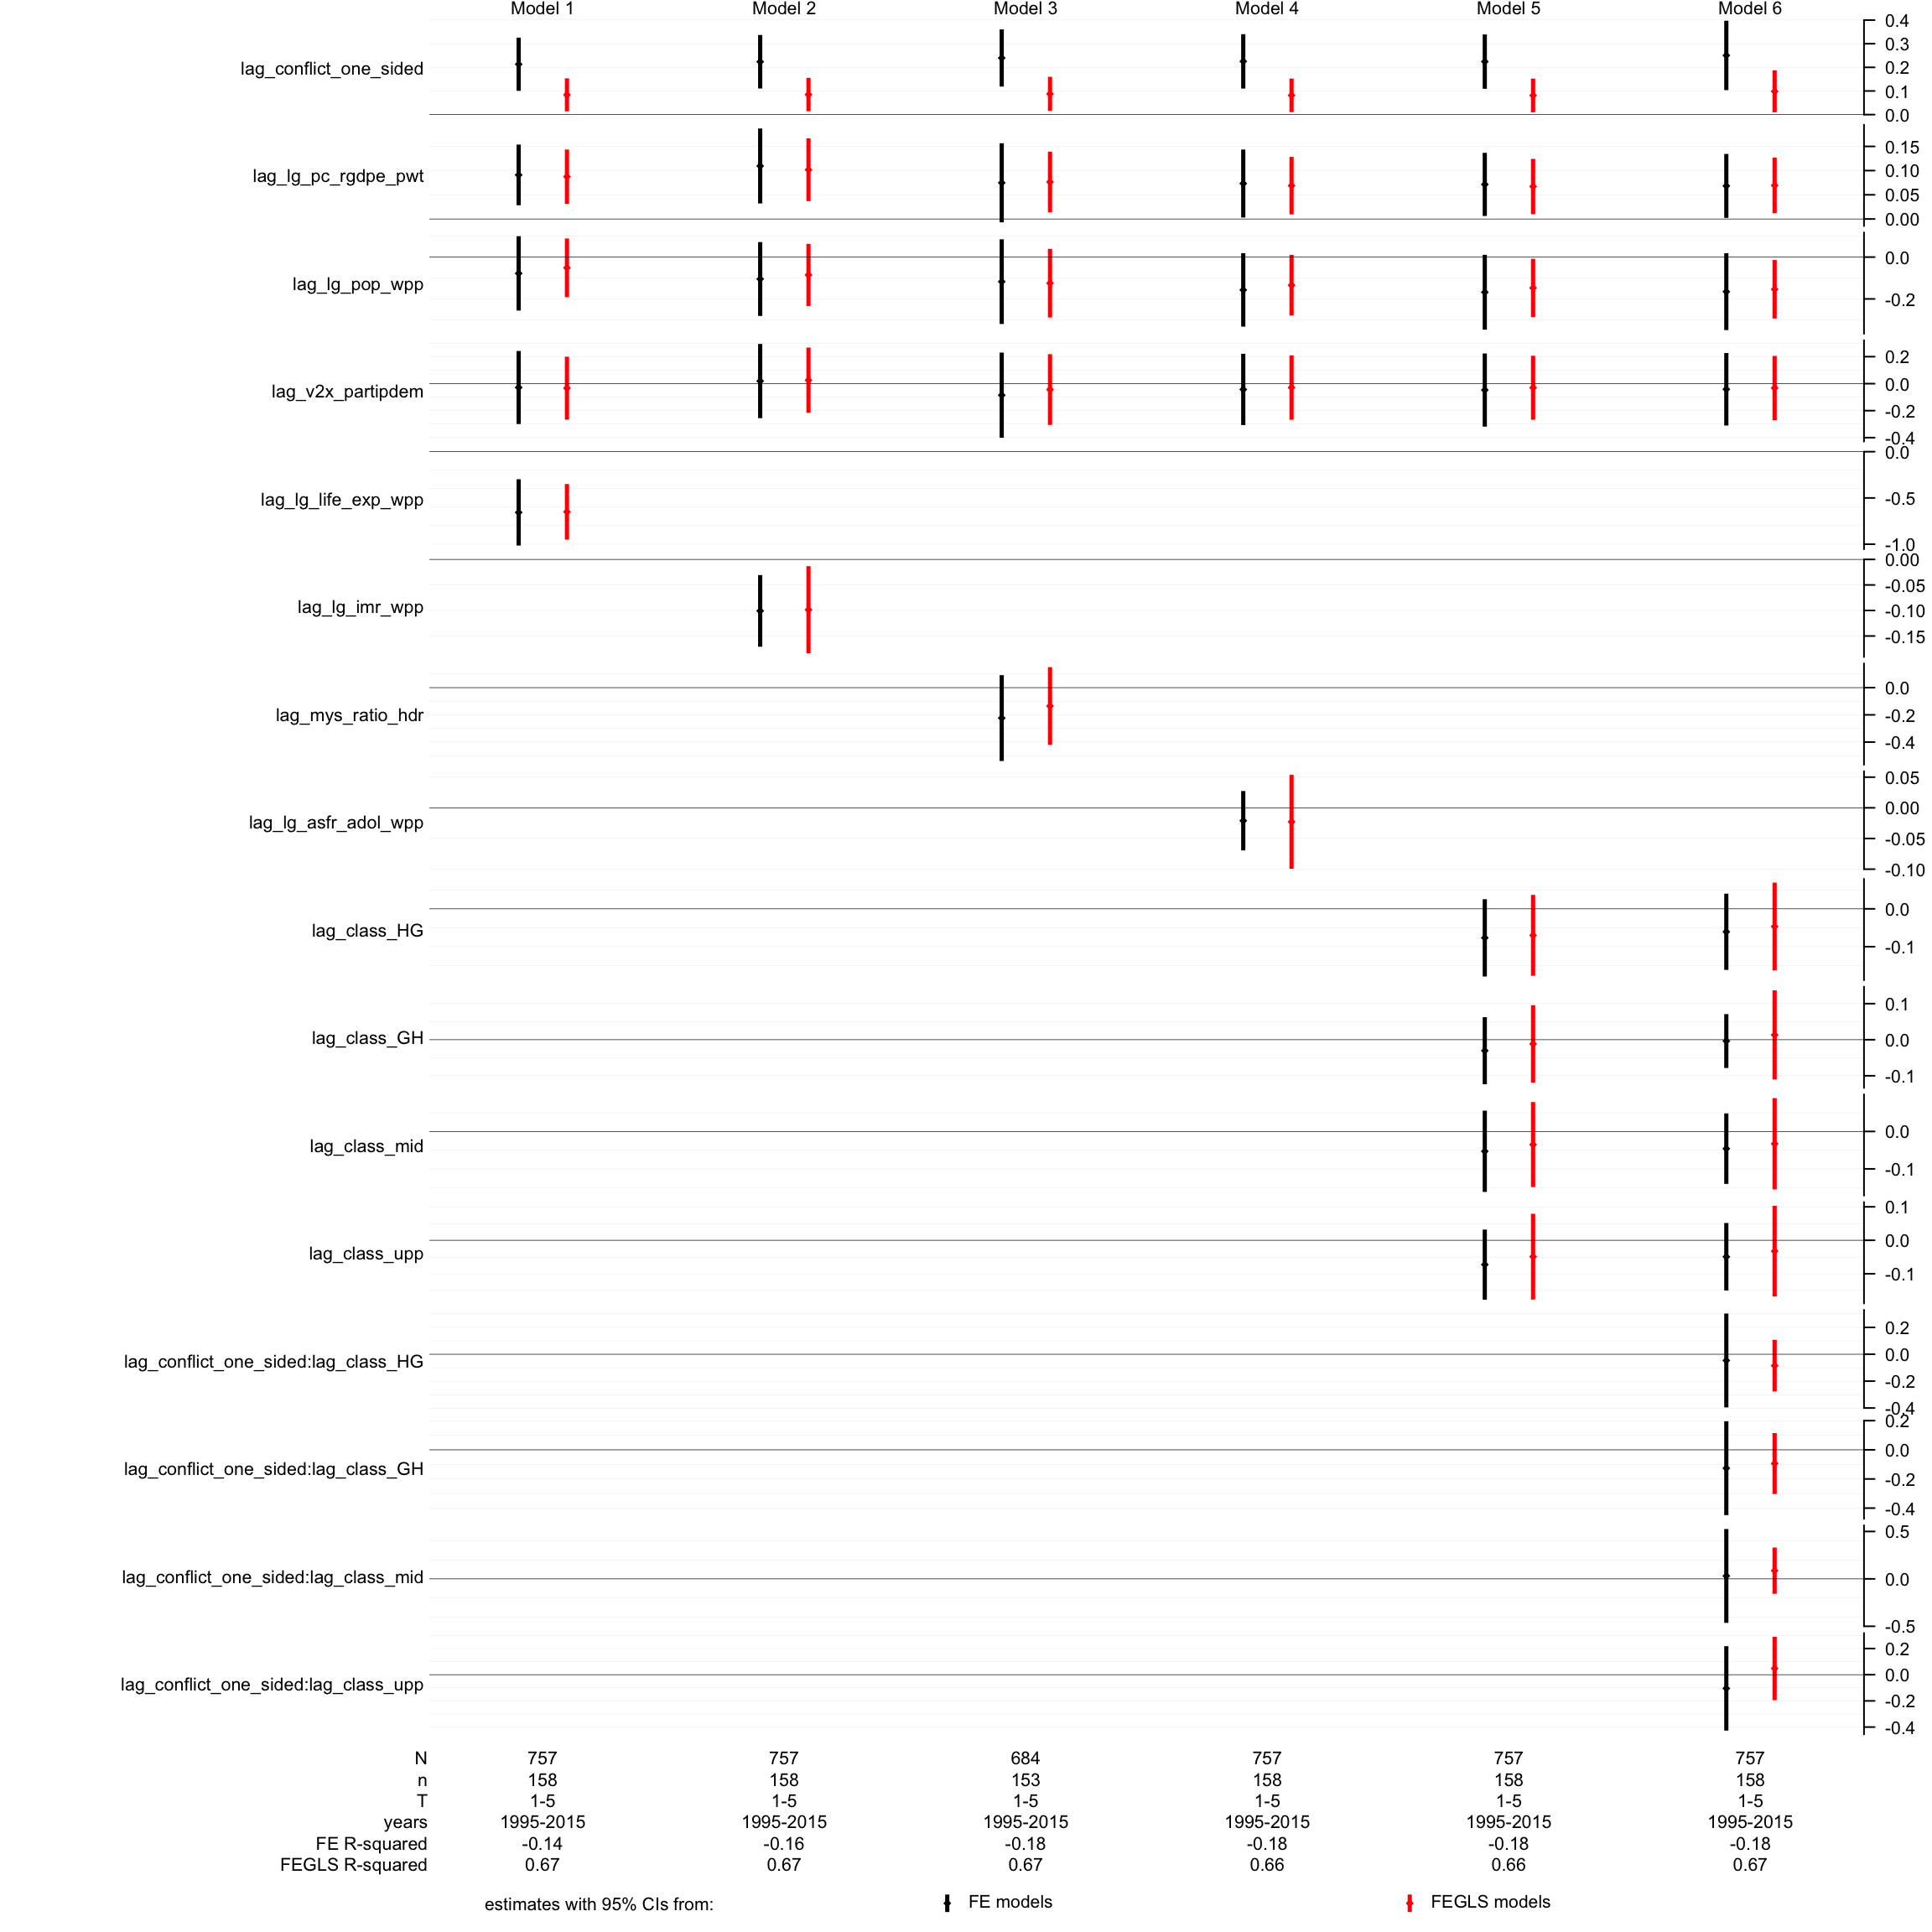 Model 1 Model 2 Model 3 Model 4 Model 5 Model 6
lag_conflict_one_sided
0.4
0.3
0.2
0.1
0.0
lag_lg_pc_rgdpe_pwt
0.15
0.10
0.05
0.00
lag_lg_pop_wpp
0.0
-0.2
lag_v2x_partipdem
0.2
0.0
-0.2
-0.4
lag_lg_life_exp_wpp
0.0
-0.5
-1.0
lag_lg_imr_wpp
0.00
-0.05
-0.10
-0.15
lag_mys_ratio_hdr
0.0
-0.2
-0.4
lag_lg_asfr_adol_wpp
0.05
0.00
-0.05
-0.10
lag_class_HG
0.0
-0.1
lag_class_GH
0.1
0.0
-0.1
lag_class_mid
0.0
-0.1
lag_class_upp
0.1
0.0
-0.1
lag_conflict_one_sided:lag_class_HG
0.2
0.0
-0.2
-0.4
lag_conflict_one_sided:lag_class_GH
0.2
0.0
-0.2
-0.4
lag_conflict_one_sided:lag_class_mid
0.5
0.0
-0.5
lag_conflict_one_sided:lag_class_upp
0.2
0.0
-0.2
-0.4
N 757 757 684 757 757 757
n 158 158 153 158 158 158
T 1-5 1-5 1-5 1-5 1-5 1-5
years 1995-2015 1995-2015 1995-2015 1995-2015 1995-2015 1995-2015
FE R-squared -0.14 -0.16 -0.18 -0.18 -0.18 -0.18
FEGLS R-squared 0.67 0.67 0.67 0.66 0.66 0.67
estimates with 95% CIs from: FE models FEGLS models